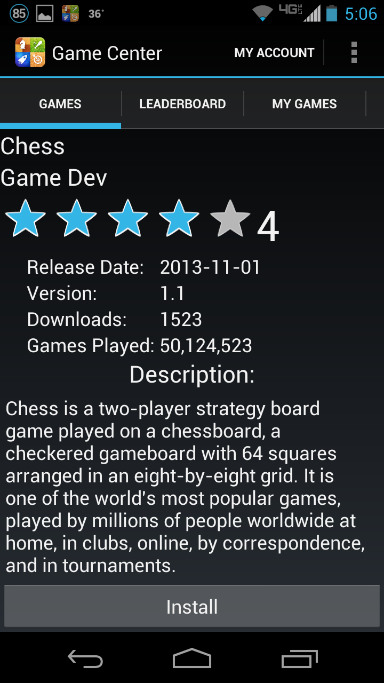 85 36° 4G 5:06
Game Center MY ACCOUNT
GAMES LEADERBOARD MY GAMES
Chess
Game Dev
4
Release Date: 2013-11-01
Version: 1.1
Downloads: 1523
Games Played: 50,124,523
Description:
Chess is a two-player strategy board
game played on a chessboard, a
checkered gameboard with 64 squares
arranged in an eight-by-eight grid. It is
one of the world's most popular games,
played by millions of people worldwide at
home, in clubs, online, by correspondence,
and in tournaments.
Install